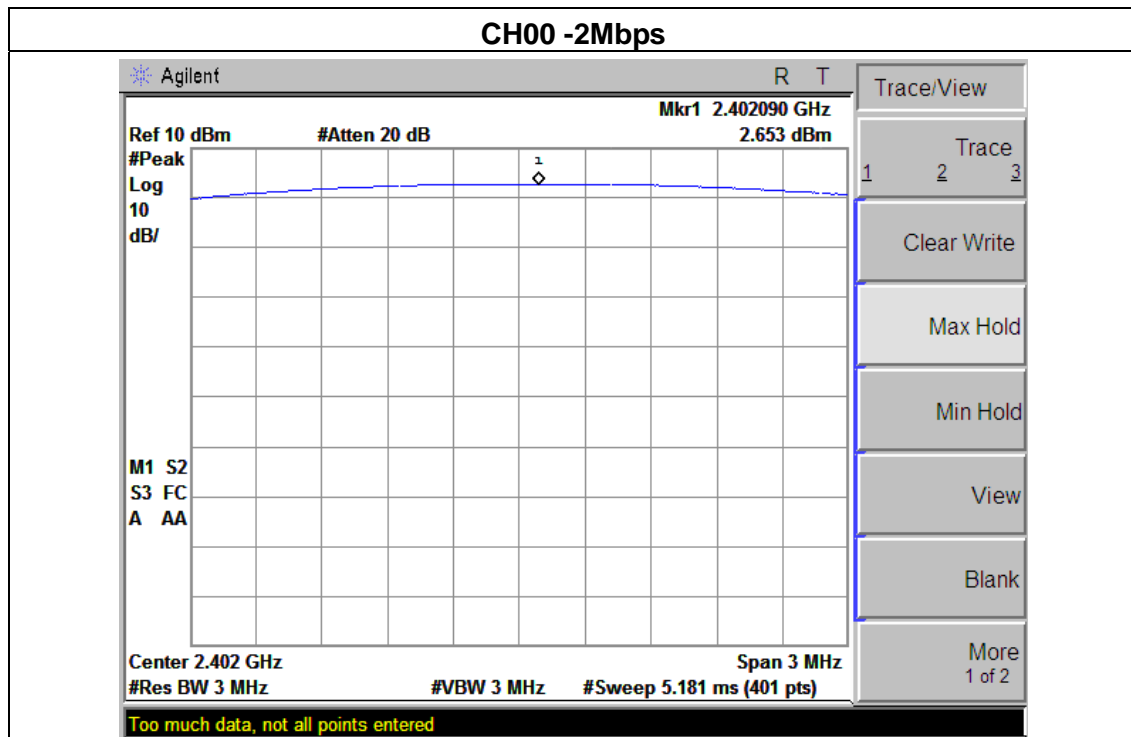 CH00 -2Mbps
Agilent R T
Mkr1 2.402090 GHz
Ref 10 dBm #Atten 20 dB 2.653 dBm
#Peak
Log
10
dB/
1
M1 S2
S3 FC
A AA
Center 2.402 GHz Span 3 MHz
#Res BW 3 MHz #VBW 3 MHz #Sweep 5.181 ms (401 pts)
Too much data, not all points entered
Trace/View
Trace
1 2 3
Clear Write
Max Hold
Min Hold
View
Blank
More
1 of 2